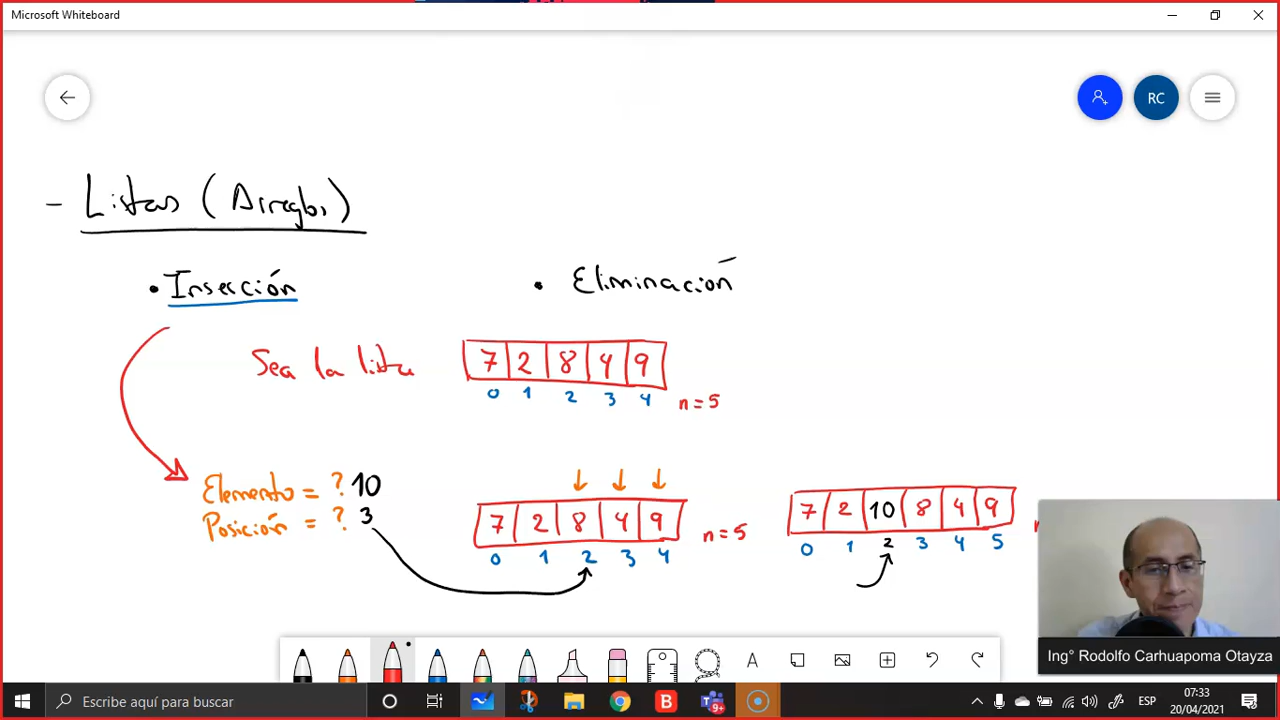 Microsoft Whiteboard
RC
- Listas (Arreglos)
• Inserción
• Eliminación
Sea la lista
7 2 8 4 9
0 1 2 3 4
n=5
Elemento = ? 10
Posición = ? 3
7 2 8 4 9
0 1 2 3 4
n=5
7 2 10 8 4 9
0 1 2 3 4 5
Ing° Rodolfo Carhuapoma Otayza
A
Escribe aquí para buscar
B
9+
ESP
07:33
20/04/2021